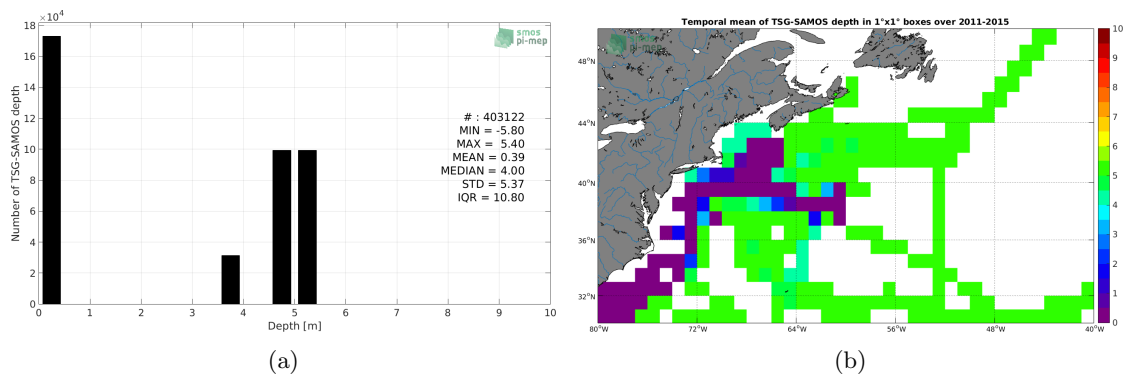 ×10⁴
18
16
14
12
10
8
6
4
2
0
Number of TSG-SAMOS depth
smos
pi-mep
# : 403122
MIN = -5.80
MAX = 5.40
MEAN = 0.39
MEDIAN = 4.00
STD = 5.37
IQR = 10.80
0 1 2 3 4 5 6 7 8 9 10
Depth [m]
(a)
Temporal mean of TSG-SAMOS depth in 1°x1° boxes over 2011-2015
smos
pi-mep
48°N
44°N
40°N
36°N
32°N
80°W 72°W 64°W 56°W 48°W 40°W
10
9
8
7
6
5
4
3
2
1
0
(b)